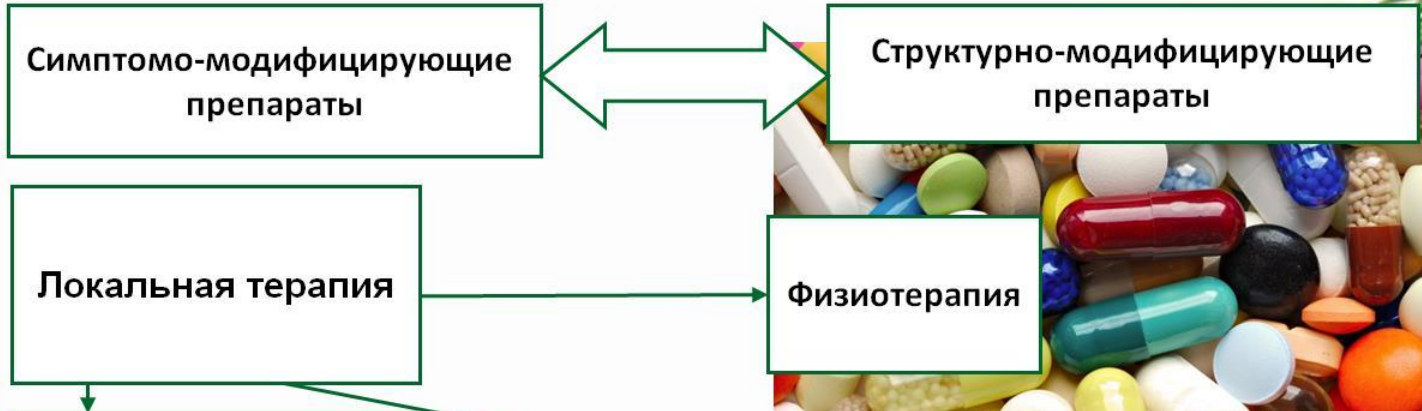 Симптомо-модифицирующие
препараты
Структурно-модифицирующие
препараты
Локальная терапия
Физиотерапия